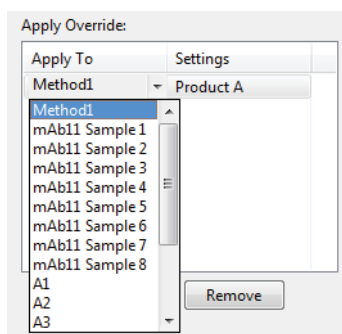 Apply Override:
Apply To Settings
Method1 Product A
Method1
mAb11 Sample 1
mAb11 Sample 2
mAb11 Sample 3
mAb11 Sample 4
mAb11 Sample 5
mAb11 Sample 6
mAb11 Sample 7
mAb11 Sample 8
A1
A2
A3
Remove